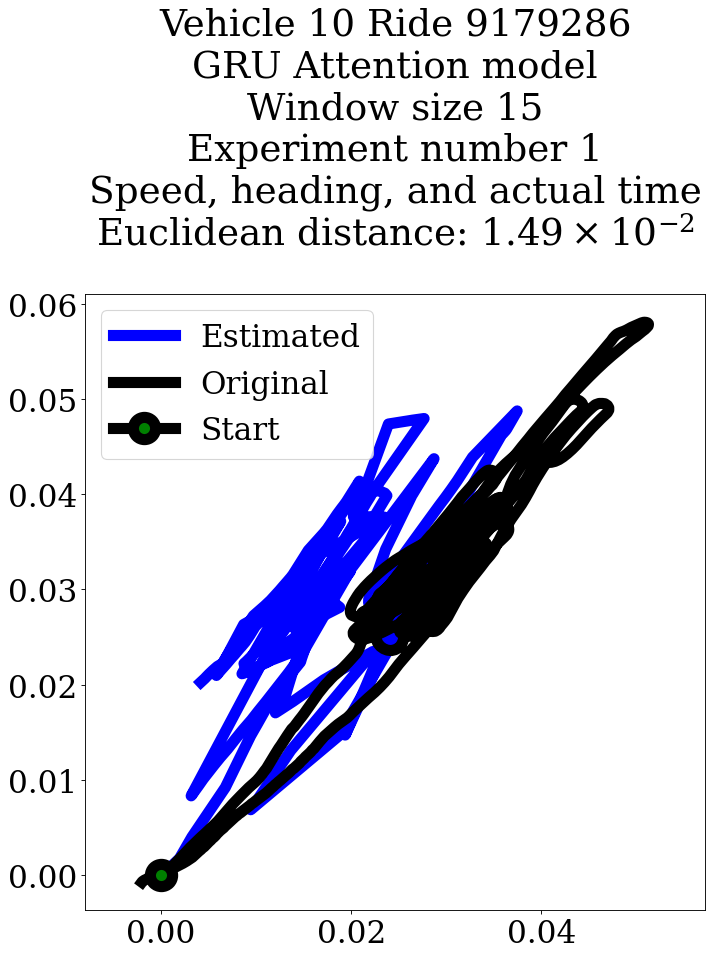 Vehicle 10 Ride 9179286
GRU Attention model
Window size 15
Experiment number 1
Speed, heading, and actual time
Euclidean distance: 1.49 × 10⁻²
0.06
Estimated
0.05
Original
Start
0.04
0.03
0.02
0.01
0.00
0.00 0.02 0.04